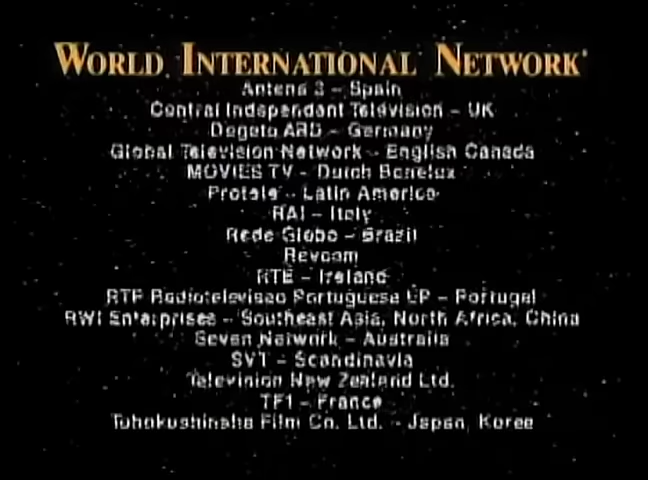 WORLD INTERNATIONAL NETWORK
Antena 3 - Spain
Central Independent Television - UK
Degeto ARD - Germany
Global Television Network - English Canada
MOVIES TV - Dutch Benelux
Protele - Latin America
RAI - Italy
Rede Globo - Brazil
Revcom
RTE - Ireland
RTP Radiotelevisao Portuguesa EP - Portugal
RWI Enterprises - Southeast Asia, North Africa, China
Seven Network - Australia
SVT - Scandinavia
Television New Zealand Ltd.
TF1 - France
Tohokushinsha Film Co. Ltd. - Japan, Korea